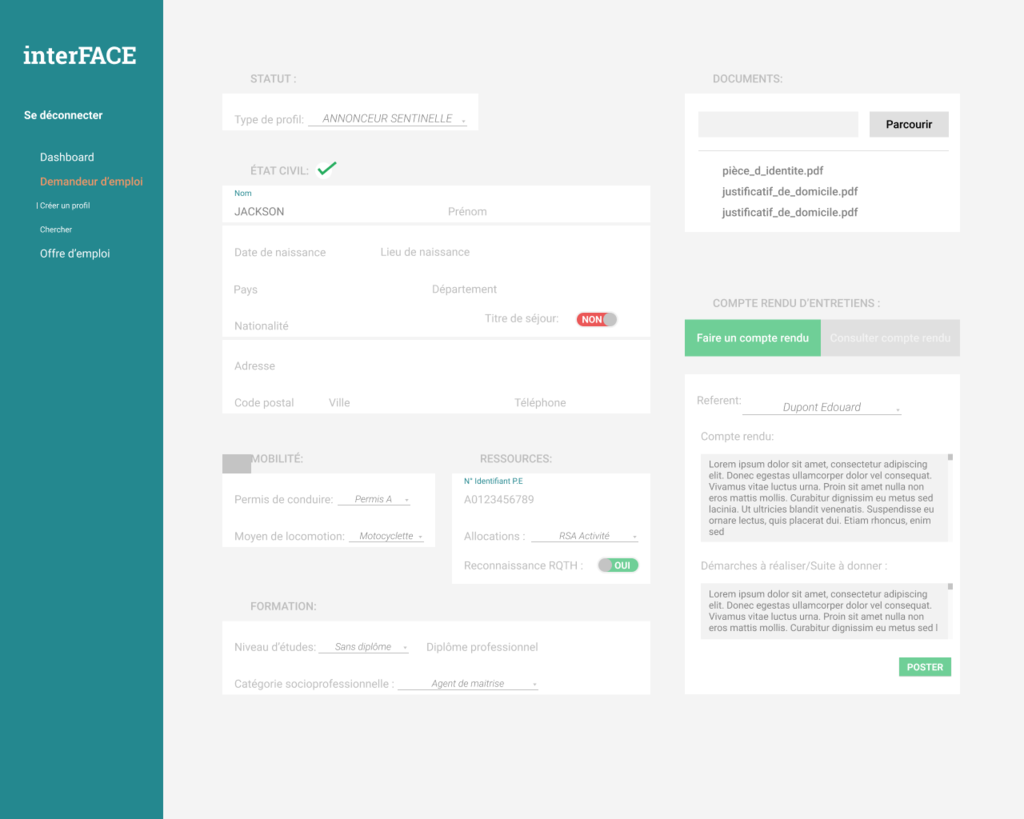 interFACE
Se déconnecter
Dashboard
Demandeur d'emploi
| Créer un profil
Chercher
Offre d'emploi
STATUT :
Type de profil: ANNONCEUR SENTINELLE
ÉTAT CIVIL:
Nom
JACKSON Prénom
Date de naissance Lieu de naissance
Pays Département
Nationalité Titre de séjour: NON
Adresse
Code postal Ville Téléphone
MOBILITÉ:
Permis de conduire: Permis A
Moyen de locomotion: Motocyclette
RESSOURCES:
N° Identifiant P.E
A0123456789
Allocations : RSA Activité
Reconnaissance RQTH : OUI
FORMATION:
Niveau d'études: Sans diplôme Diplôme professionnel
Catégorie socioprofessionnelle : Agent de maitrise
DOCUMENTS:
Parcourir
pièce_d_identite.pdf
justificatif_de_domicile.pdf
justificatif_de_domicile.pdf
COMPTE RENDU D'ENTRETIENS :
Faire un compte rendu Consulter compte rendu
Referent: Dupont Edouard
Compte rendu:
Lorem ipsum dolor sit amet, consectetur adipiscing
elit. Donec egestas ullamcorper dolor vel consequat.
Vivamus vitae luctus urna. Proin sit amet nulla non
eros mattis mollis. Curabitur dignissim eu metus sed
lacinia. Ut ultricies blandit venenatis. Suspendisse eu
ornare lectus, quis placerat dui. Etiam rhoncus, enim
sed
Démarches à réaliser/Suite à donner :
Lorem ipsum dolor sit amet, consectetur adipiscing
elit. Donec egestas ullamcorper dolor vel consequat.
Vivamus vitae luctus urna. Proin sit amet nulla non
eros mattis mollis. Curabitur dignissim eu metus sed l
POSTER